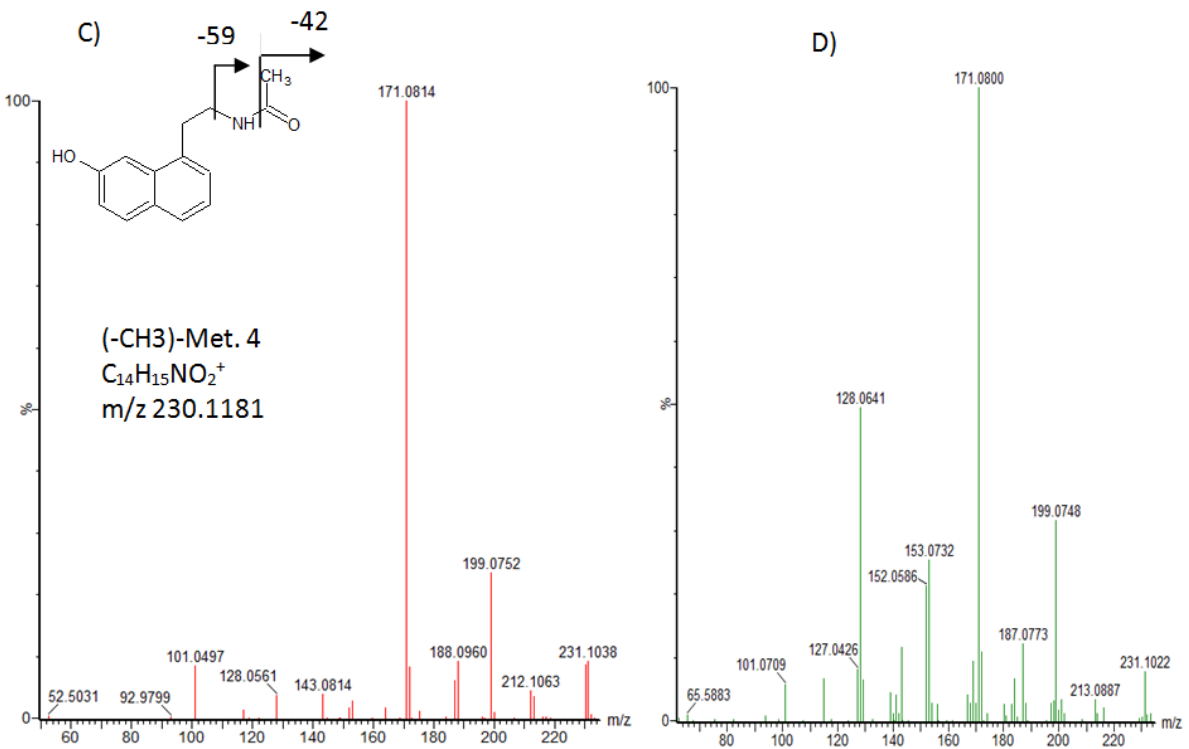 C)
-59
-42
CH3
NH
O
HO
(-CH3)-Met. 4
C₁₄H₁₅NO₂⁺
m/z 230.1181
100
%
0
171.0814
199.0752
101.0497
188.0960
231.1038
212.1063
128.0561
143.0814
52.5031
92.9799
60 80 100 120 140 160 180 200 220 m/z
D)
100
%
0
171.0800
128.0641
199.0748
153.0732
152.0586
187.0773
127.0426
101.0709
231.1022
213.0887
65.5883
80 100 120 140 160 180 200 220 m/z